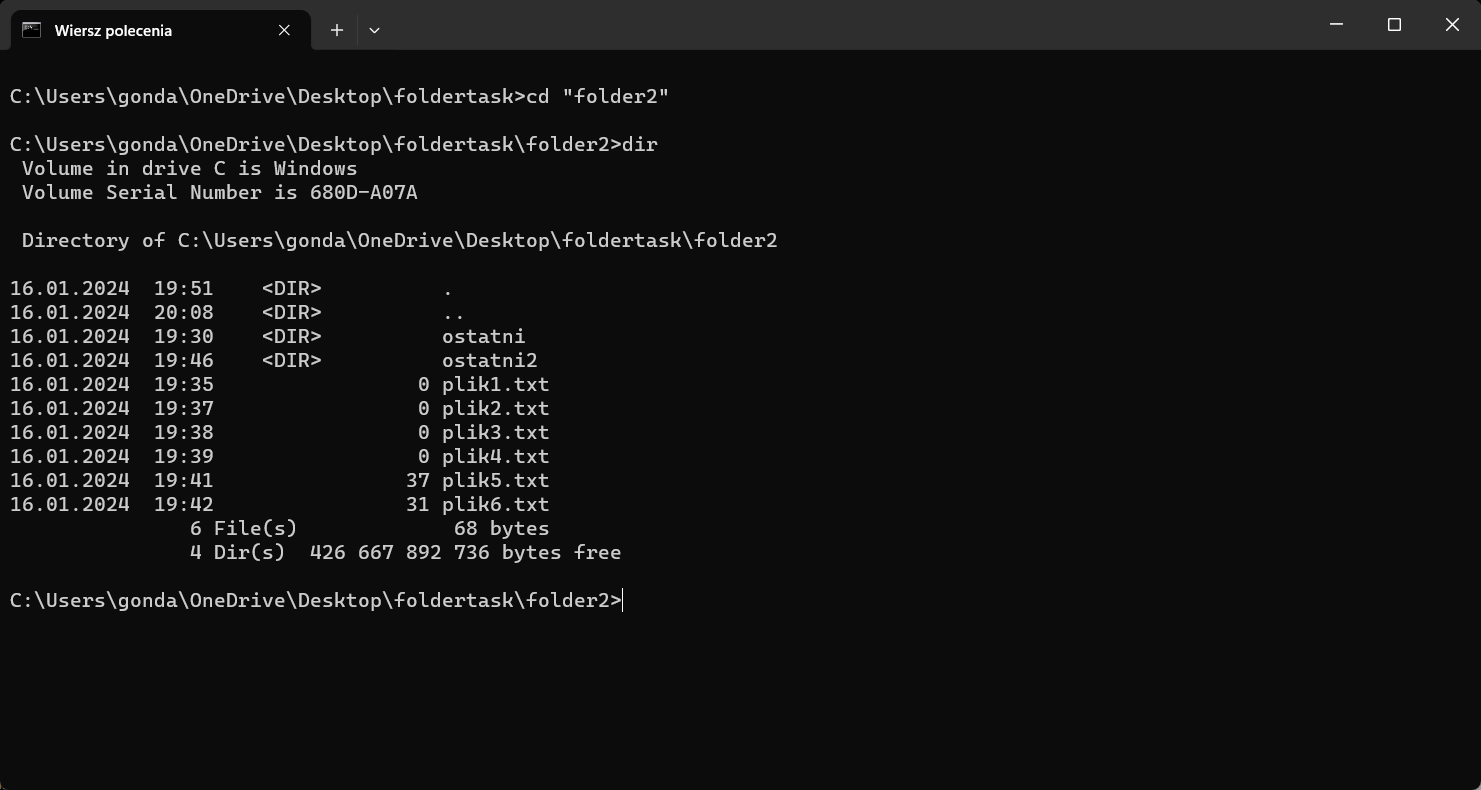 Wiersz polecenia
C:\Users\gonda\OneDrive\Desktop\foldertask>cd "folder2"
C:\Users\gonda\OneDrive\Desktop\foldertask\folder2>dir
 Volume in drive C is Windows
 Volume Serial Number is 680D-A07A
 Directory of C:\Users\gonda\OneDrive\Desktop\foldertask\folder2
16.01.2024  19:51    <DIR>          .
16.01.2024  20:08    <DIR>          ..
16.01.2024  19:30    <DIR>          ostatni
16.01.2024  19:46    <DIR>          ostatni2
16.01.2024  19:35                 0 plik1.txt
16.01.2024  19:37                 0 plik2.txt
16.01.2024  19:38                 0 plik3.txt
16.01.2024  19:39                 0 plik4.txt
16.01.2024  19:41                37 plik5.txt
16.01.2024  19:42                31 plik6.txt
               6 File(s)             68 bytes
               4 Dir(s)  426 667 892 736 bytes free
C:\Users\gonda\OneDrive\Desktop\foldertask\folder2>